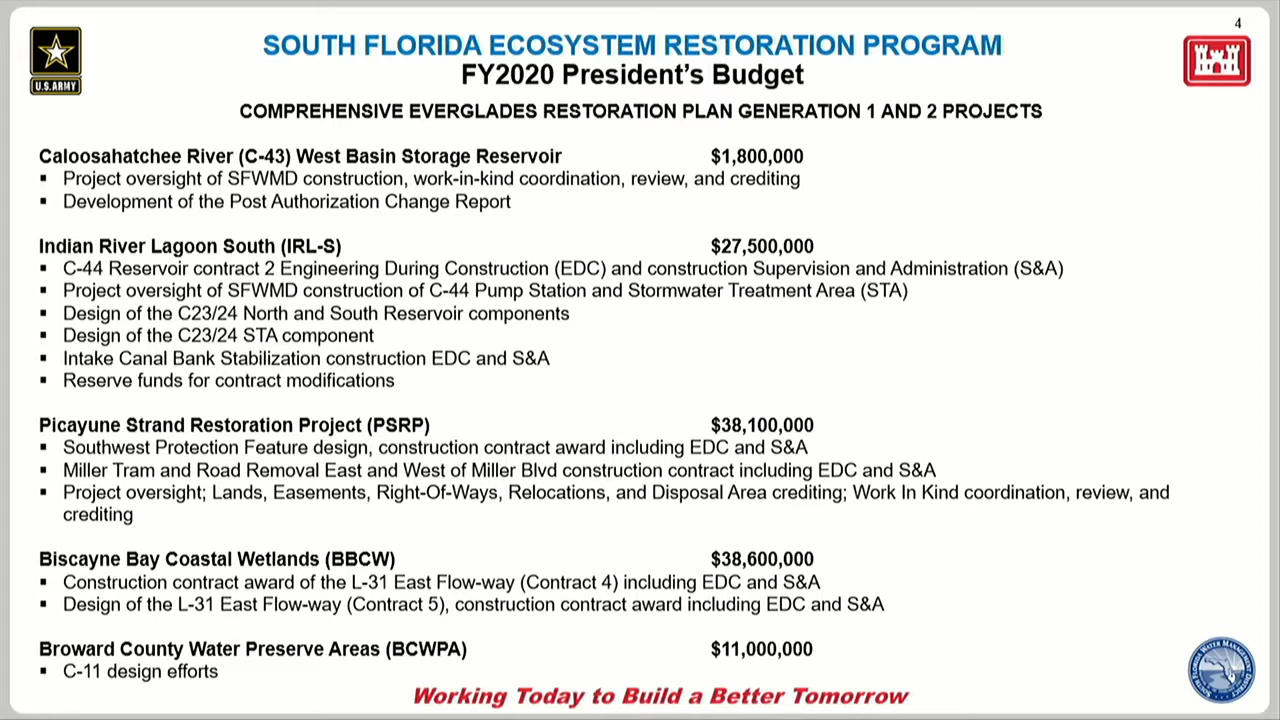 4
SOUTH FLORIDA ECOSYSTEM RESTORATION PROGRAM
FY2020 President's Budget
U.S.ARMY
COMPREHENSIVE EVERGLADES RESTORATION PLAN GENERATION 1 AND 2 PROJECTS
Caloosahatchee River (C-43) West Basin Storage Reservoir $1,800,000
▪ Project oversight of SFWMD construction, work-in-kind coordination, review, and crediting
▪ Development of the Post Authorization Change Report
Indian River Lagoon South (IRL-S) $27,500,000
▪ C-44 Reservoir contract 2 Engineering During Construction (EDC) and construction Supervision and Administration (S&A)
▪ Project oversight of SFWMD construction of C-44 Pump Station and Stormwater Treatment Area (STA)
▪ Design of the C23/24 North and South Reservoir components
▪ Design of the C23/24 STA component
▪ Intake Canal Bank Stabilization construction EDC and S&A
▪ Reserve funds for contract modifications
Picayune Strand Restoration Project (PSRP) $38,100,000
▪ Southwest Protection Feature design, construction contract award including EDC and S&A
▪ Miller Tram and Road Removal East and West of Miller Blvd construction contract including EDC and S&A
▪ Project oversight; Lands, Easements, Right-Of-Ways, Relocations, and Disposal Area crediting; Work In Kind coordination, review, and
crediting
Biscayne Bay Coastal Wetlands (BBCW) $38,600,000
▪ Construction contract award of the L-31 East Flow-way (Contract 4) including EDC and S&A
▪ Design of the L-31 East Flow-way (Contract 5), construction contract award including EDC and S&A
Broward County Water Preserve Areas (BCWPA) $11,000,000
▪ C-11 design efforts
SOUTH FLORIDA WATER MANAGEMENT DISTRICT
Working Today to Build a Better Tomorrow